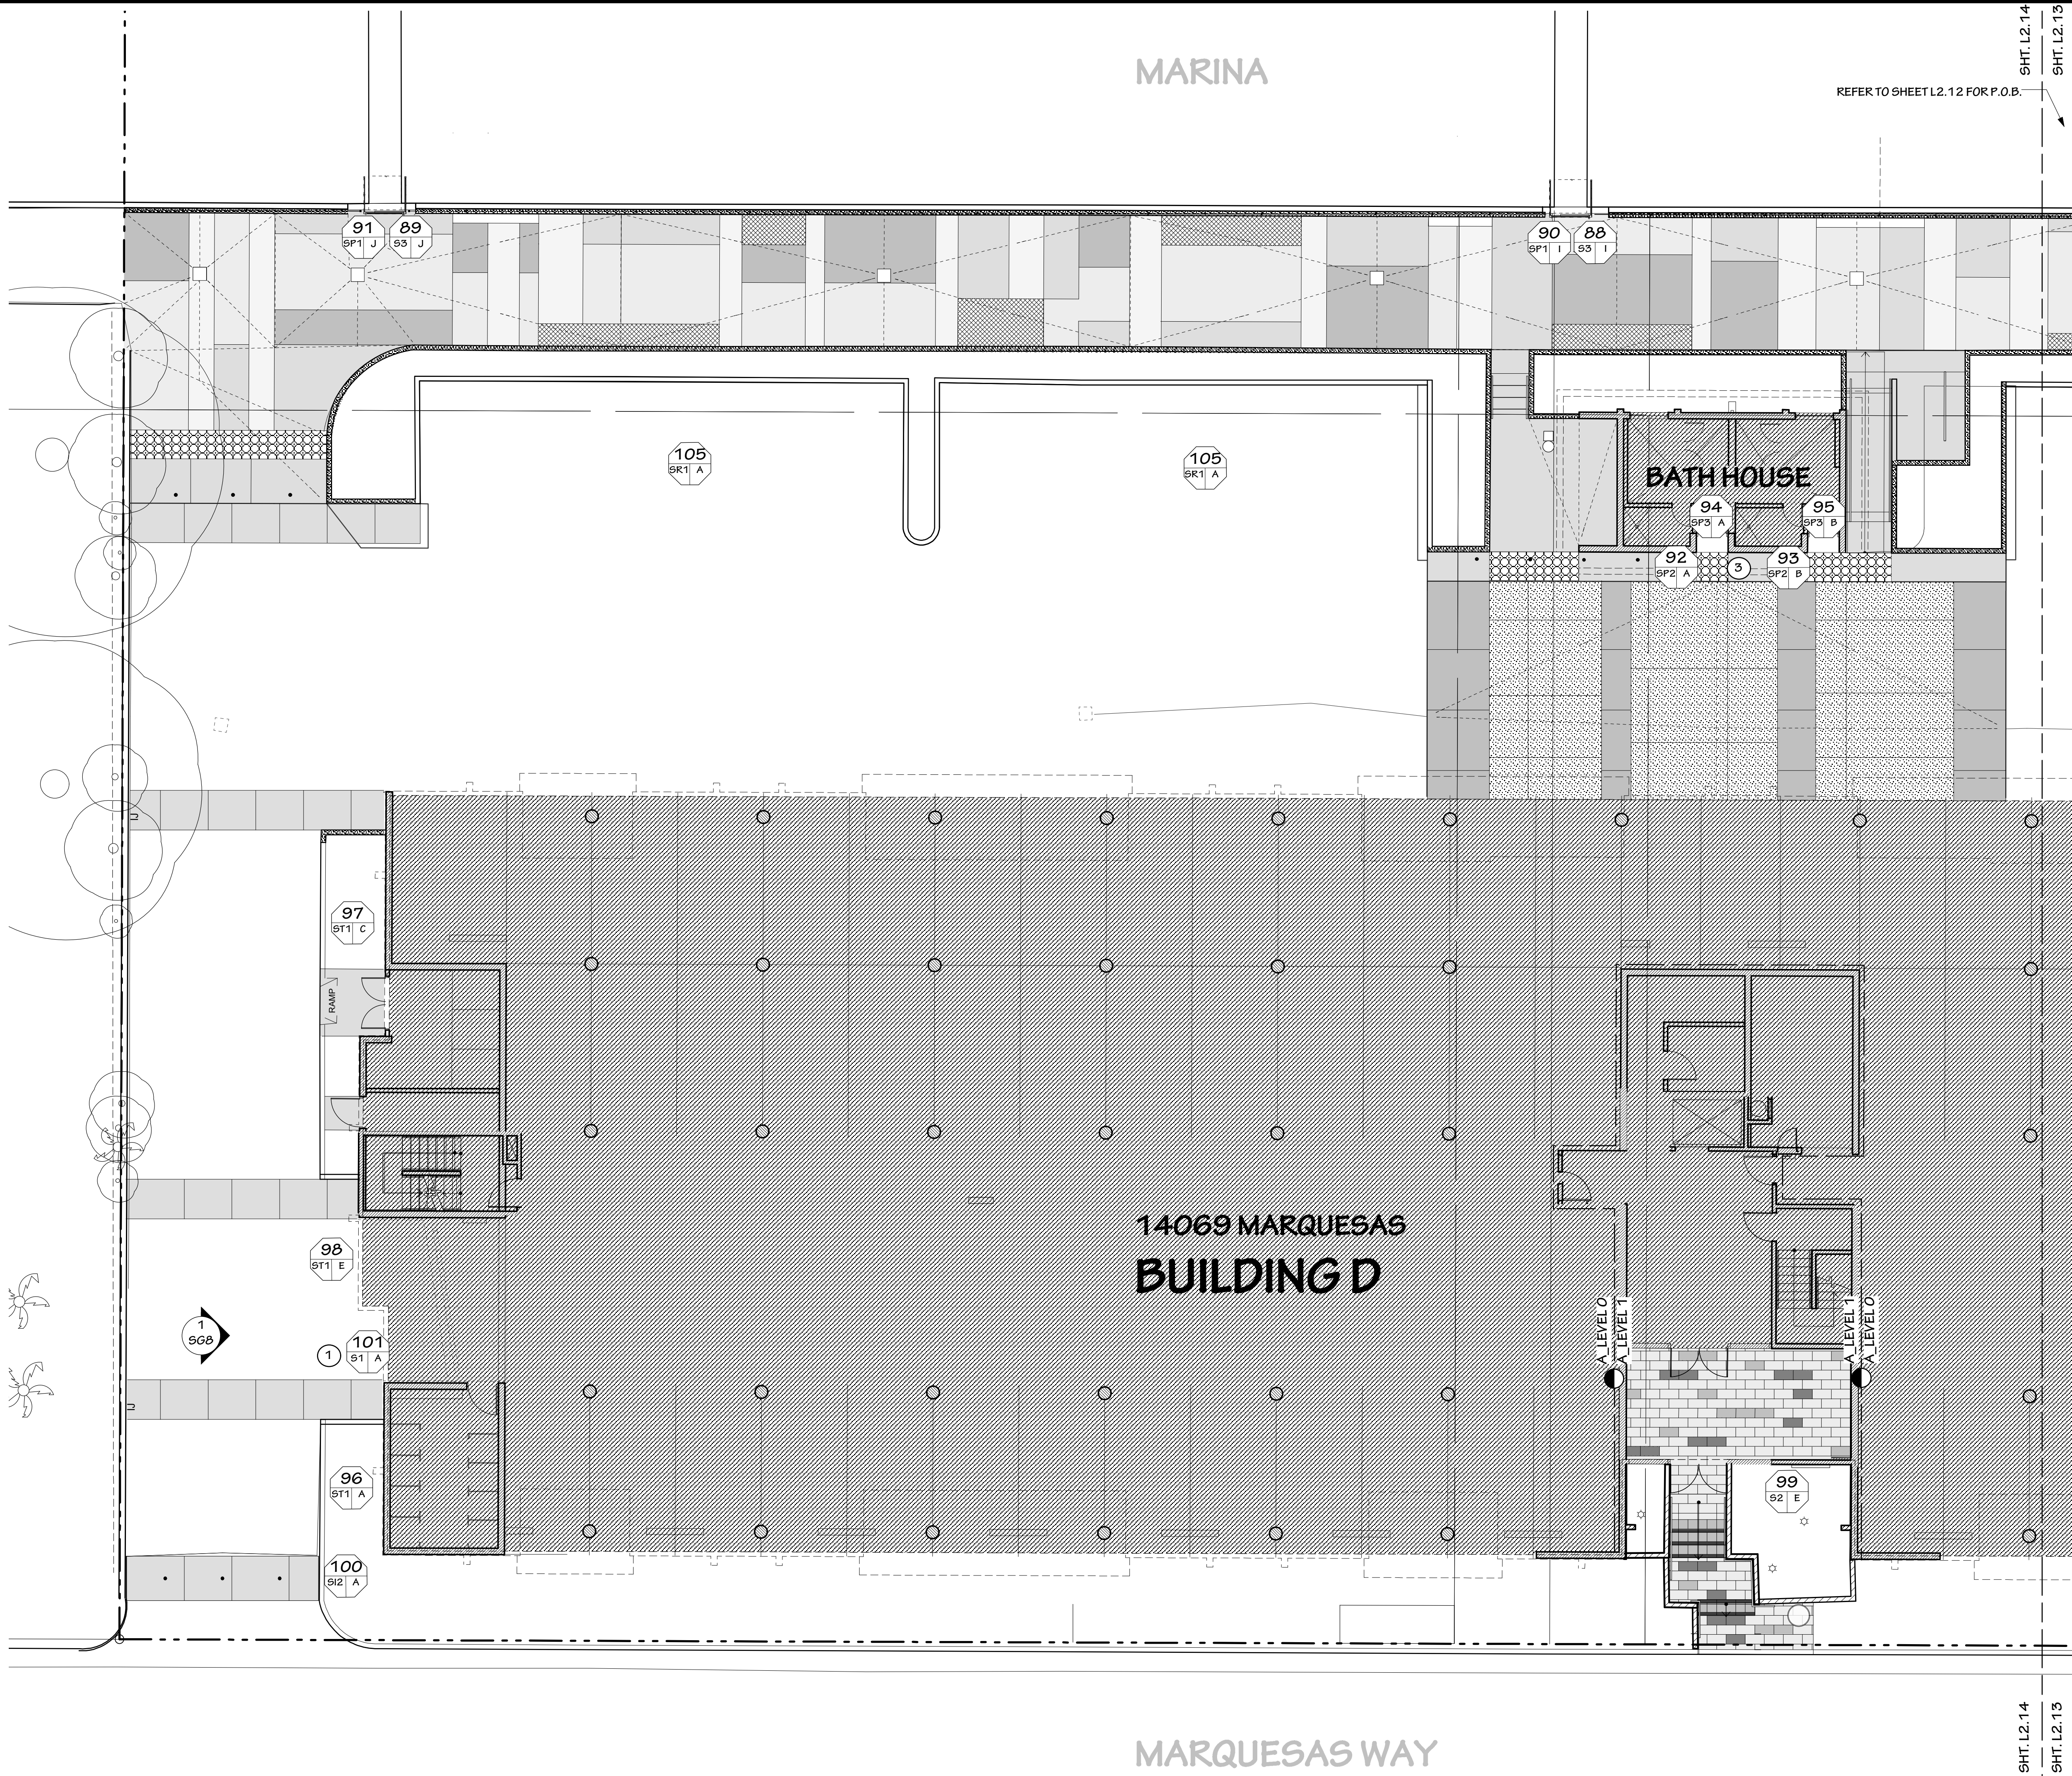 SHT. L2.14
SHT. L2.13
MARINA
REFER TO SHEET L2.12 FOR P.O.B.
91
SP1 J
89
S3 J
90
SP1 I
88
S3 I
105
SR1 A
105
SR1 A
BATH HOUSE
94
SP3 A
95
SP3 B
92
SP2 A
3
93
SP2 B
97
ST1 C
RAMP
14069 MARQUESAS
BUILDING D
98
ST1 E
1
SG8
1
101
S1 A
A_LEVEL 0
A_LEVEL 1
A_LEVEL 1
A_LEVEL 0
96
ST1 A
99
S2 E
100
SI2 A
SHT. L2.14
SHT. L2.13
MARQUESAS WAY